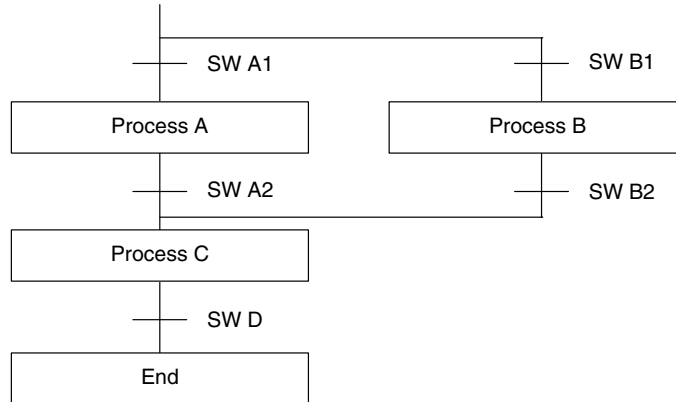 SW A1
SW B1
Process A
Process B
SW A2
SW B2
Process C
SW D
End